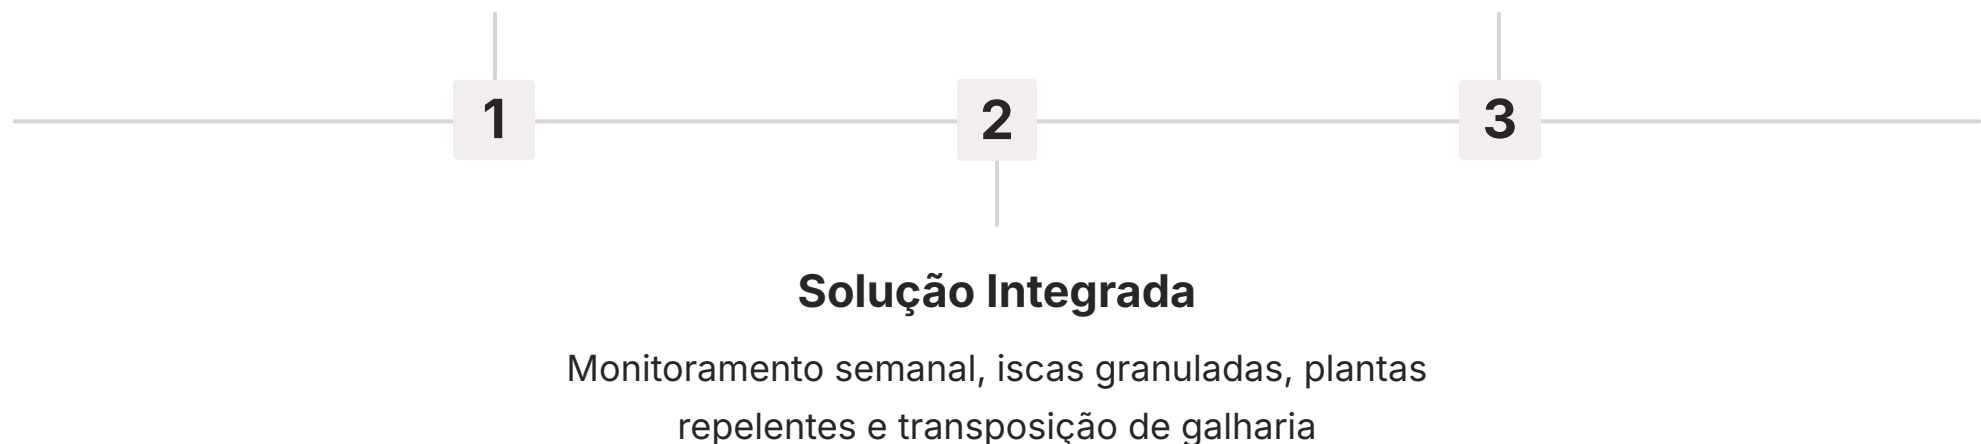 1 2 3
Solução Integrada
Monitoramento semanal, iscas granuladas, plantas
repelentes e transposição de galharia